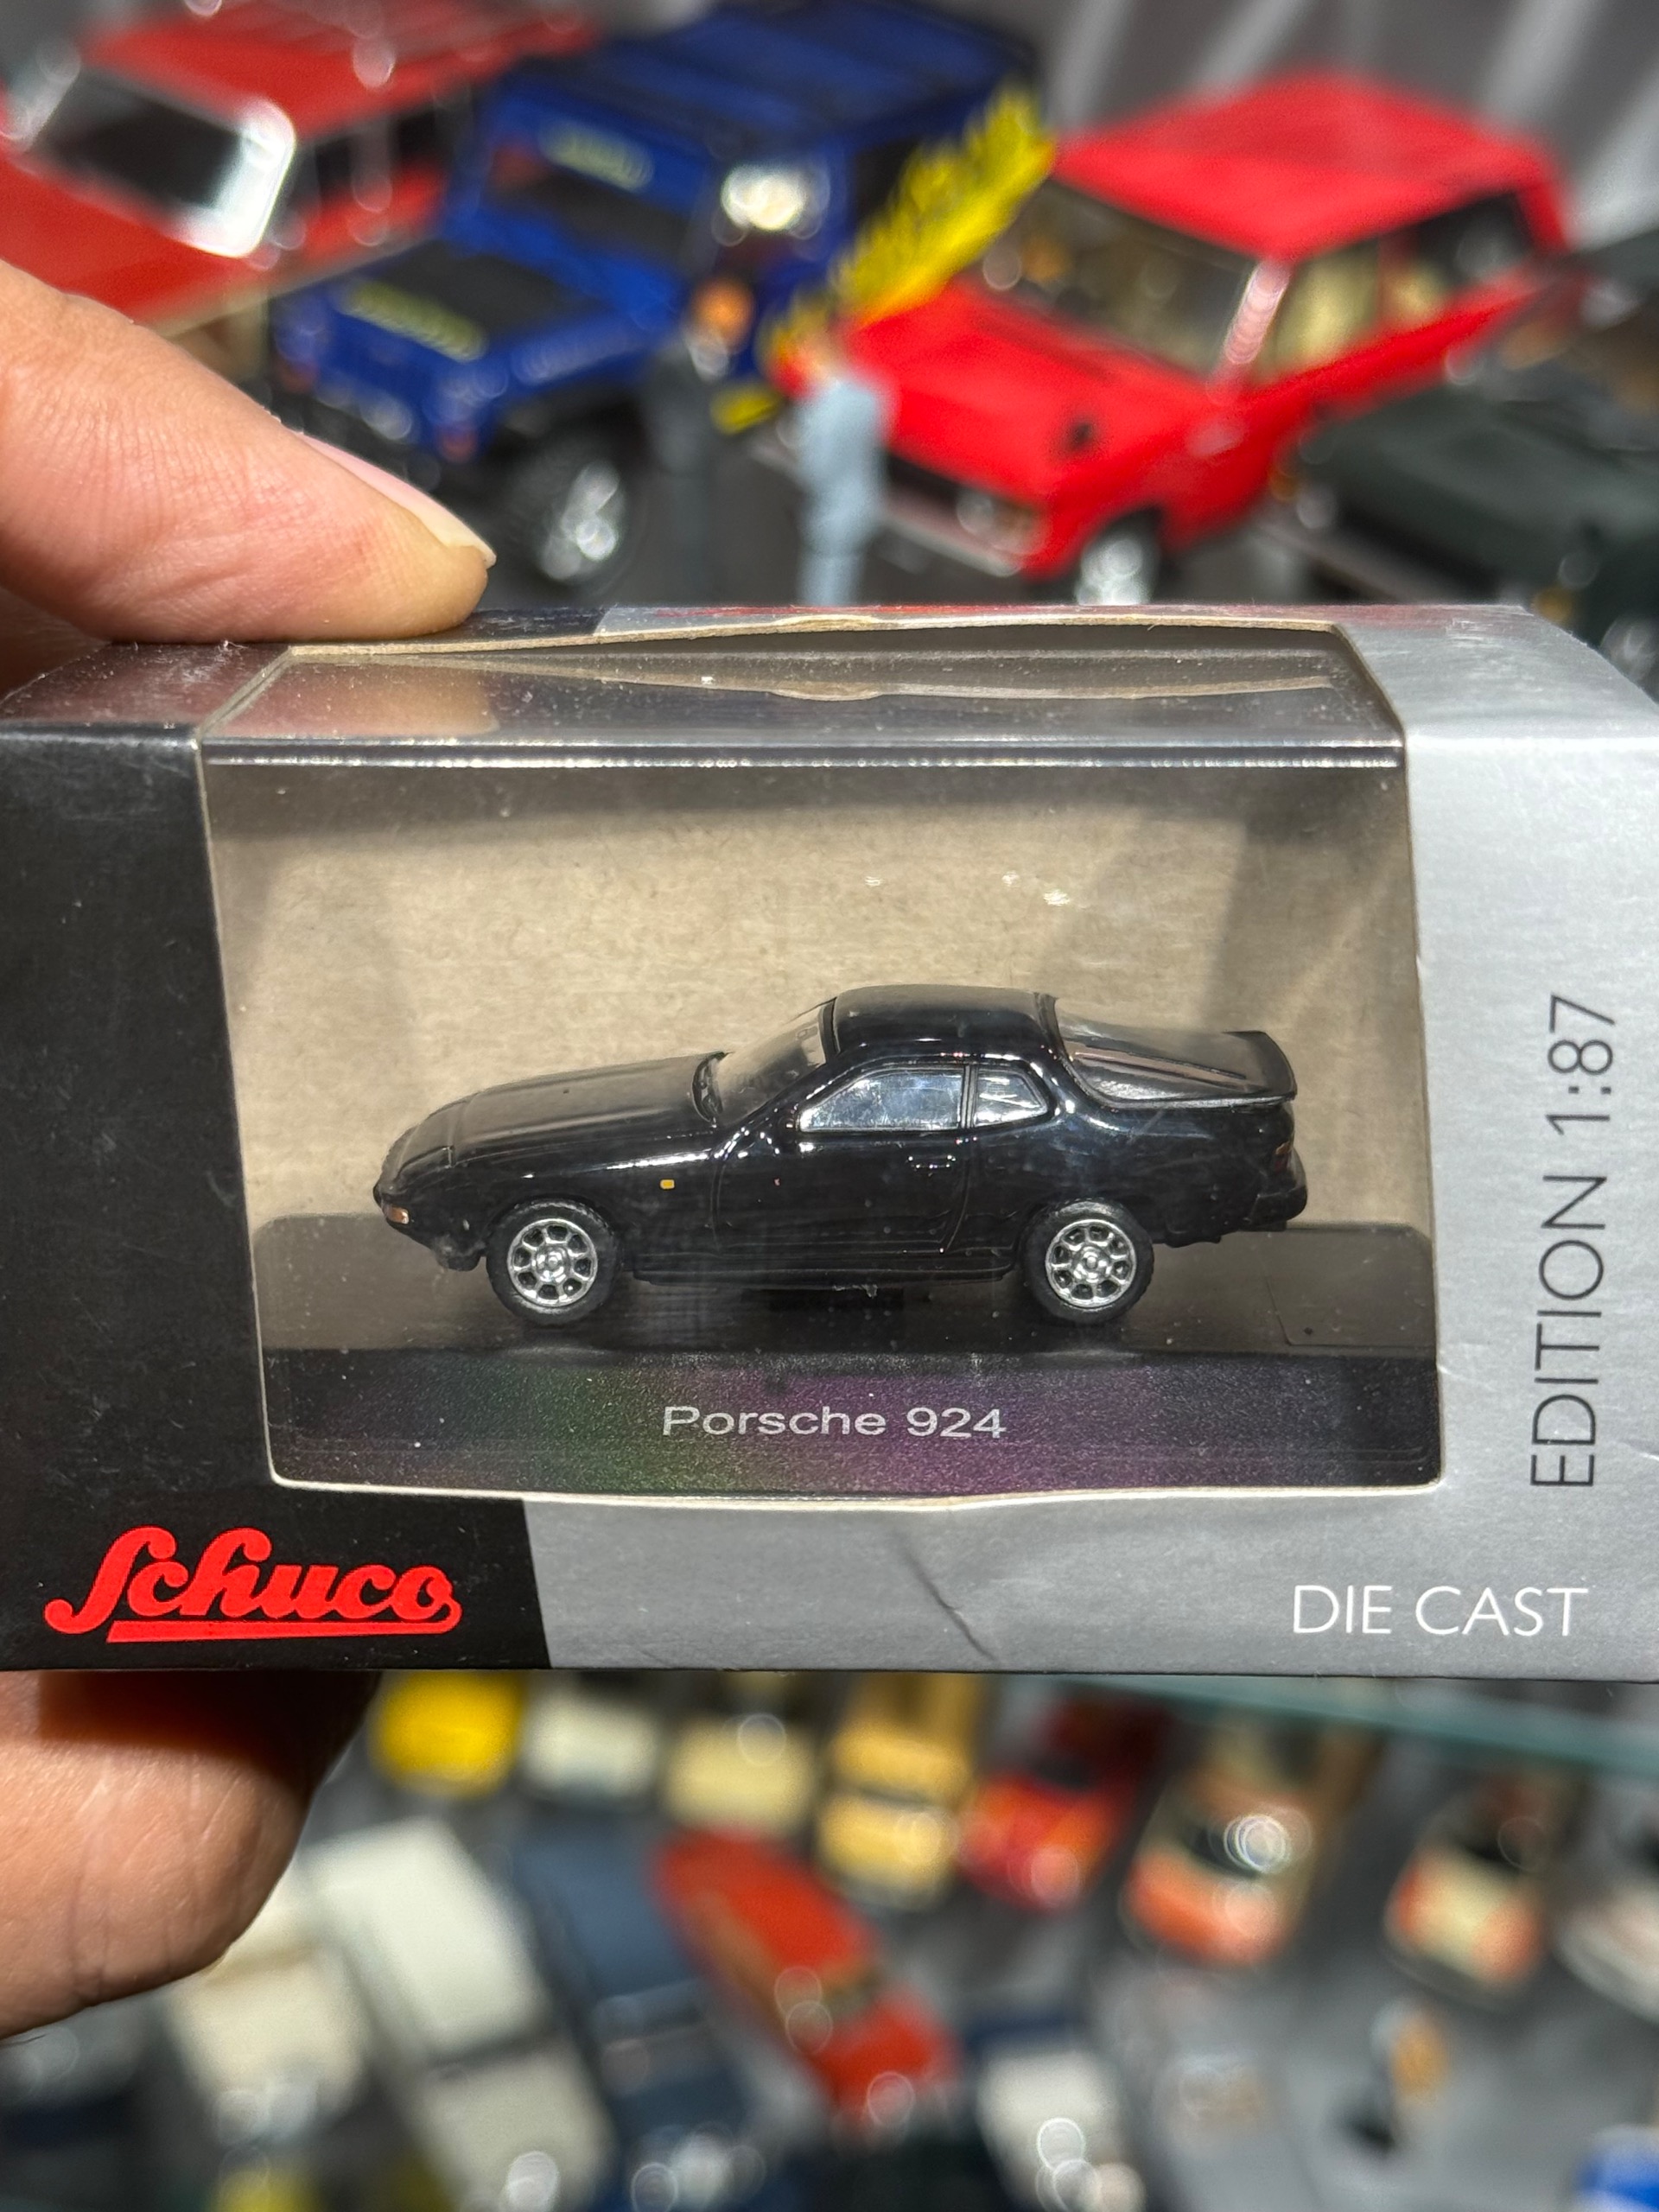 Porsche 924
EDITION 1:87
Schuco
DIE CAST